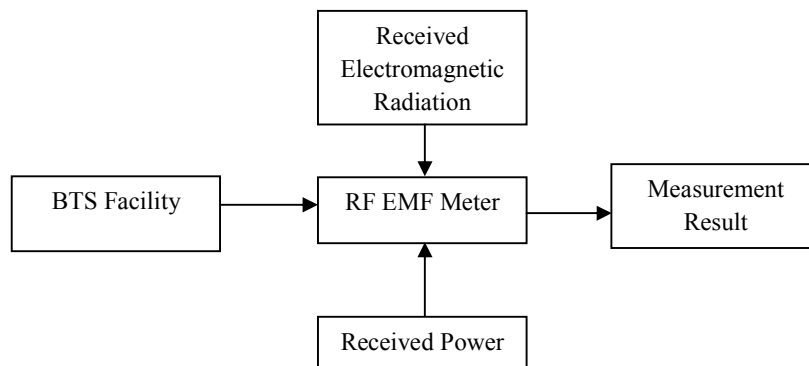 Received
Electromagnetic
Radiation
BTS Facility
RF EMF Meter
Measurement
Result
Received Power